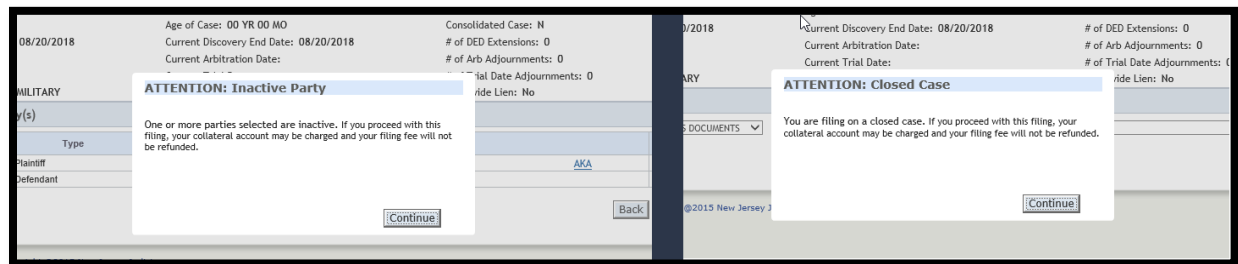 Age of Case: 00 YR 00 MO
Consolidated Case: N
08/20/2018
Current Discovery End Date: 08/20/2018
# of DED Extensions: 0
Current Arbitration Date:
# of Arb Adjournments: 0
Trial Date Adjournments: 0
MILITARY
vide Lien: No
ATTENTION: Inactive Party
y(s)
One or more parties selected are inactive. If you proceed with this
filing, your collateral account may be charged and your filing fee will not
be refunded.
Type
Plaintiff
AKA
Defendant
Continue
Back
/2018
Current Discovery End Date: 08/20/2018
# of DED Extensions: 0
Current Arbitration Date:
# of Arb Adjournments: 0
Current Trial Date:
# of Trial Date Adjournments:
ARY
vide Lien: No
ATTENTION: Closed Case
You are filing on a closed case. If you proceed with this filing, your
collateral account may be charged and your filing fee will not be refunded.
S DOCUMENTS
Continue
@2015 New Jersey J